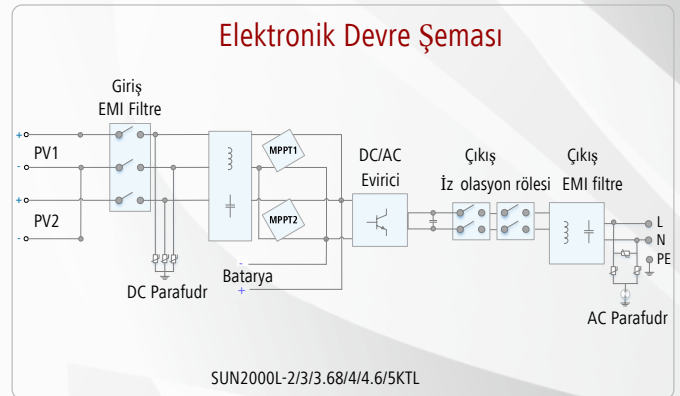 Elektronik Devre Şeması
Giriş
EMI Filtre
+
PV1
-
+
PV2
-
MPPT1
MPPT2
DC/AC
Evirici
Çıkış
İz olasyon rölesi
Çıkış
EMI filtre
L
N
PE
-
Batarya
+
DC Parafudr
AC Parafudr
SUN2000L-2/3/3.68/4/4.6/5KTL